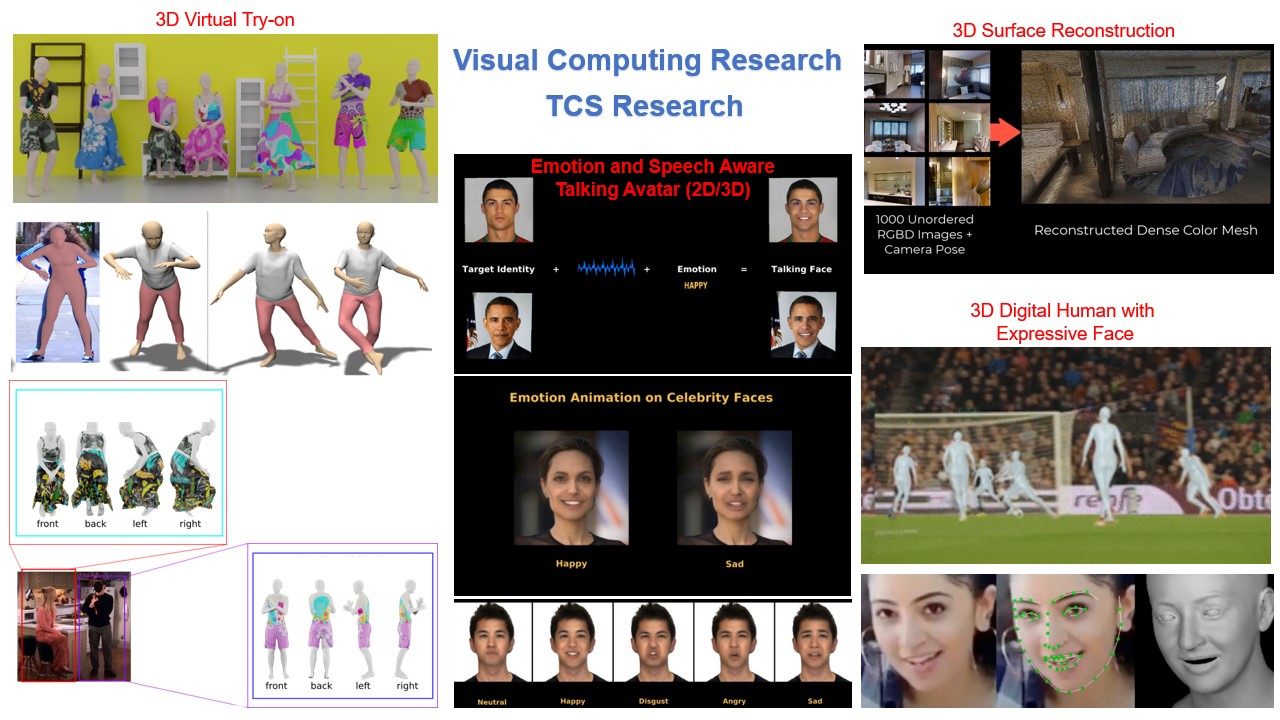 3D Virtual Try-on
front
back
left
right
front
back
left
right
Visual Computing Research
TCS Research
Emotion and Speech Aware
Talking Avatar (2D/3D)
Target Identity + + Emotion = Talking Face
HAPPY
Emotion Animation on Celebrity Faces
Happy
Sad
Neutral
Happy
Disgust
Angry
Sad
3D Surface Reconstruction
1000 Unordered
RGBD Images +
Camera Pose
Reconstructed Dense Color Mesh
3D Digital Human with
Expressive Face
renfe
Obte